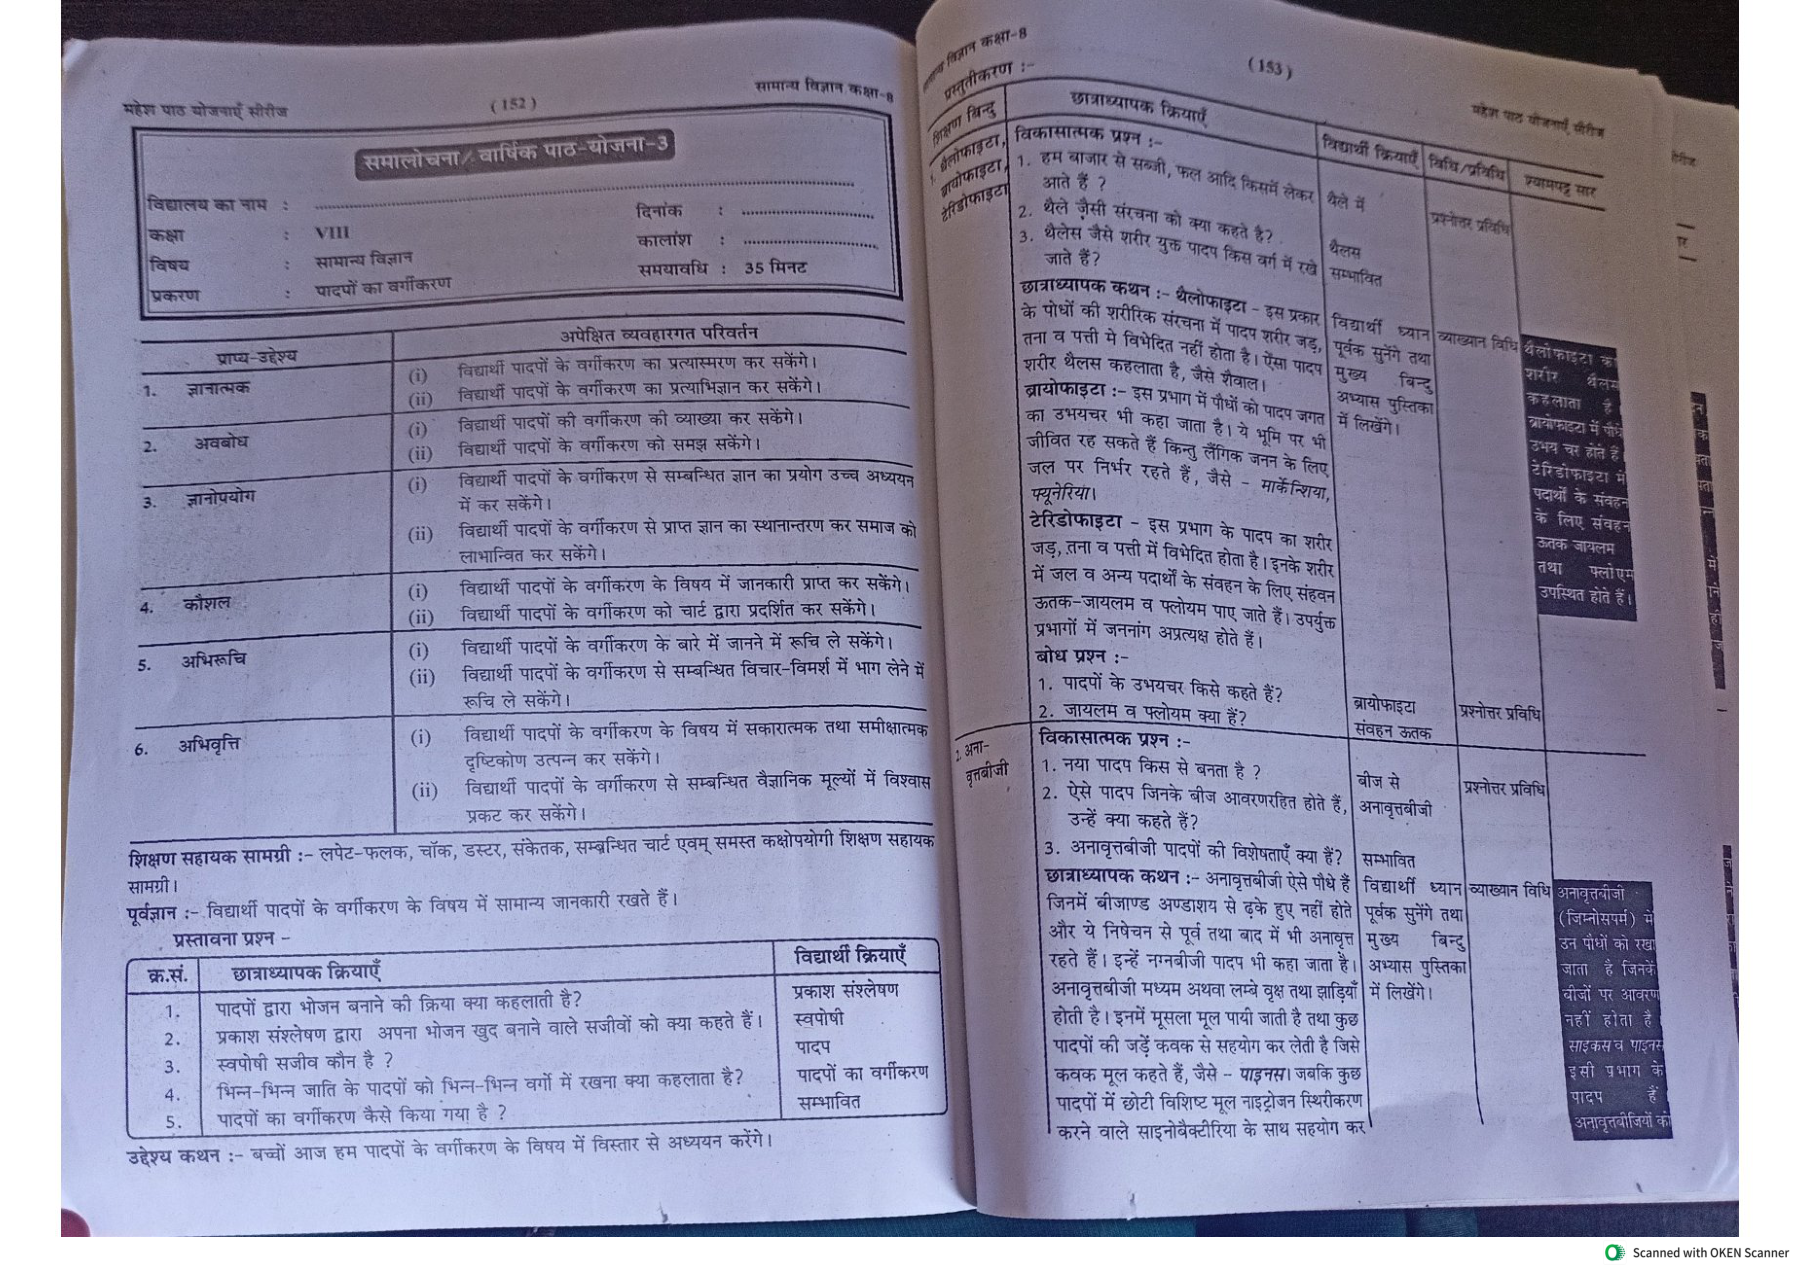 महेश पाठ योजनाएँ सीरीज
(152)
सामान्य विज्ञान कक्षा-8
समालोचना/वार्षिक पाठ-योजना-3
विद्यालय का नाम : ..........
कक्षा : VIII
विषय : सामान्य विज्ञान
प्रकरण : पादपों का वर्गीकरण
दिनांक : ..........
कालांश : ..........
समयावधि : 35 मिनट
प्राप्य-उद्देश्य
अपेक्षित व्यवहारगत परिवर्तन
1. ज्ञानात्मक
(i) विद्यार्थी पादपों के वर्गीकरण का प्रत्यास्मरण कर सकेंगे।
(ii) विद्यार्थी पादपों के वर्गीकरण का प्रत्याभिज्ञान कर सकेंगे।
2. अवबोध
(i) विद्यार्थी पादपों की वर्गीकरण की व्याख्या कर सकेंगे।
(ii) विद्यार्थी पादपों के वर्गीकरण को समझ सकेंगे।
3. ज्ञानोपयोग
(i) विद्यार्थी पादपों के वर्गीकरण से सम्बन्धित ज्ञान का प्रयोग उच्च अध्ययन
में कर सकेंगे।
(ii) विद्यार्थी पादपों के वर्गीकरण से प्राप्त ज्ञान का स्थानान्तरण कर समाज को
लाभान्वित कर सकेंगे।
4. कौशल
(i) विद्यार्थी पादपों के वर्गीकरण के विषय में जानकारी प्राप्त कर सकेंगे।
(ii) विद्यार्थी पादपों के वर्गीकरण को चार्ट द्वारा प्रदर्शित कर सकेंगे।
5. अभिरूचि
(i) विद्यार्थी पादपों के वर्गीकरण के बारे में जानने में रूचि ले सकेंगे।
(ii) विद्यार्थी पादपों के वर्गीकरण से सम्बन्धित विचार-विमर्श में भाग लेने में
रूचि ले सकेंगे।
6. अभिवृत्ति
(i) विद्यार्थी पादपों के वर्गीकरण के विषय में सकारात्मक तथा समीक्षात्मक
दृष्टिकोण उत्पन्न कर सकेंगे।
(ii) विद्यार्थी पादपों के वर्गीकरण से सम्बन्धित वैज्ञानिक मूल्यों में विश्वास
प्रकट कर सकेंगे।
शिक्षण सहायक सामग्री :- लपेट-फलक, चॉक, डस्टर, संकेतक, सम्बन्धित चार्ट एवम् समस्त कक्षोपयोगी शिक्षण सहायक
सामग्री।
पूर्वज्ञान :- विद्यार्थी पादपों के वर्गीकरण के विषय में सामान्य जानकारी रखते हैं।
प्रस्तावना प्रश्न -
क्र.सं. छात्राध्यापक क्रियाएँ विद्यार्थी क्रियाएँ
1. पादपों द्वारा भोजन बनाने की क्रिया क्या कहलाती है? प्रकाश संश्लेषण
2. प्रकाश संश्लेषण द्वारा अपना भोजन खुद बनाने वाले सजीवों को क्या कहते हैं। स्वपोषी
3. स्वपोषी सजीव कौन है ? पादप
4. भिन्न-भिन्न जाति के पादपों को भिन्न-भिन्न वर्गो में रखना क्या कहलाता है? पादपों का वर्गीकरण
5. पादपों का वर्गीकरण कैसे किया गया है ? सम्भावित
उद्देश्य कथन :- बच्चों आज हम पादपों के वर्गीकरण के विषय में विस्तार से अध्ययन करेंगे।
विज्ञान कक्षा-8
(153)
महेश पाठ योजनाएँ सीरीज
प्रस्तुतीकरण :-
शिक्षण बिन्दु
छात्राध्यापक क्रियाएँ
विद्यार्थी क्रियाएँ
विधि/प्रविधि
श्यामपट्ट सार
1. थैलोफाइटा,
ब्रायोफाइटा,
टेरिडोफाइटा
विकासात्मक प्रश्न :-
1. हम बाजार से सब्जी, फल आदि किसमें लेकर
आते हैं ?
2. थैले जैसी संरचना को क्या कहते है?
3. थैलेस जैसे शरीर युक्त पादप किस वर्ग में रखे
जाते हैं?
थैले में
थैलस
सम्भावित
प्रश्नोत्तर प्रविधि
छात्राध्यापक कथन :- थैलोफाइटा - इस प्रकार
के पोधों की शरीरिक संरचना में पादप शरीर जड़,
तना व पत्ती मे विभेदित नहीं होता है। ऐसा पादप
शरीर थैलस कहलाता है, जैसे शैवाल।
ब्रायोफाइटा :- इस प्रभाग में पौधों को पादप जगत
का उभयचर भी कहा जाता है। ये भूमि पर भी
जीवित रह सकते हैं किन्तु लैंगिक जनन के लिए
जल पर निर्भर रहते हैं, जैसे - मार्केन्शिया,
फ्यूनेरिया।
टेरिडोफाइटा - इस प्रभाग के पादप का शरीर
जड़, तना व पत्ती में विभेदित होता है। इनके शरीर
में जल व अन्य पदार्थों के संवहन के लिए संहवन
ऊतक-जायलम व फ्लोयम पाए जाते हैं। उपर्युक्त
प्रभागों में जननांग अप्रत्यक्ष होते हैं।
विद्यार्थी ध्यान
पूर्वक सुनेंगे तथा
मुख्य बिन्दु
अभ्यास पुस्तिका
में लिखेंगे।
व्याख्यान विधि
थैलोफाइटा का
शरीर थैलस
कहलाता है
ब्रायोफाइटा में पौधे
उभय चर होते हैं
टेरिडोफाइटा में
पदार्थों के संवहन
के लिए संवहन
ऊतक जायलम
तथा फ्लोएम
उपस्थित होते हैं।
बोध प्रश्न :-
1. पादपों के उभयचर किसे कहते हैं?
2. जायलम व फ्लोयम क्या हैं?
ब्रायोफाइटा
संवहन ऊतक
प्रश्नोत्तर प्रविधि
2. अना-
वृत्तबीजी
विकासात्मक प्रश्न :-
1. नया पादप किस से बनता है ?
2. ऐसे पादप जिनके बीज आवरणरहित होते हैं,
उन्हें क्या कहते हैं?
3. अनावृत्तबीजी पादपों की विशेषताएँ क्या हैं?
बीज से
अनावृत्तबीजी
सम्भावित
प्रश्नोत्तर प्रविधि
छात्राध्यापक कथन :- अनावृत्तबीजी ऐसे पौधे हैं
जिनमें बीजाण्ड अण्डाशय से ढ़के हुए नहीं होते
और ये निषेचन से पूर्व तथा बाद में भी अनावृत्त
रहते हैं। इन्हें नग्नबीजी पादप भी कहा जाता है।
अनावृत्तबीजी मध्यम अथवा लम्बे वृक्ष तथा झाड़ियाँ
होती है। इनमें मूसला मूल पायी जाती है तथा कुछ
पादपों की जड़ें कवक से सहयोग कर लेती है जिसे
कवक मूल कहते हैं, जैसे - पाइनस। जबकि कुछ
पादपों में छोटी विशिष्ट मूल नाइट्रोजन स्थिरीकरण
करने वाले साइनोवैक्टीरिया के साथ सहयोग कर
विद्यार्थी ध्यान
पूर्वक सुनेंगे तथा
मुख्य बिन्दु
अभ्यास पुस्तिका
में लिखेंगे।
व्याख्यान विधि
अनावृत्तबीजी
(जिम्नोसपर्म) में
उन पौधों को रखा
जाता है जिनके
बीजों पर आवरण
नहीं होता है
साइकस व पाइनस
इसी प्रभाग के
पादप हैं
अनावृत्तबीजियों को
Scanned with OKEN Scanner